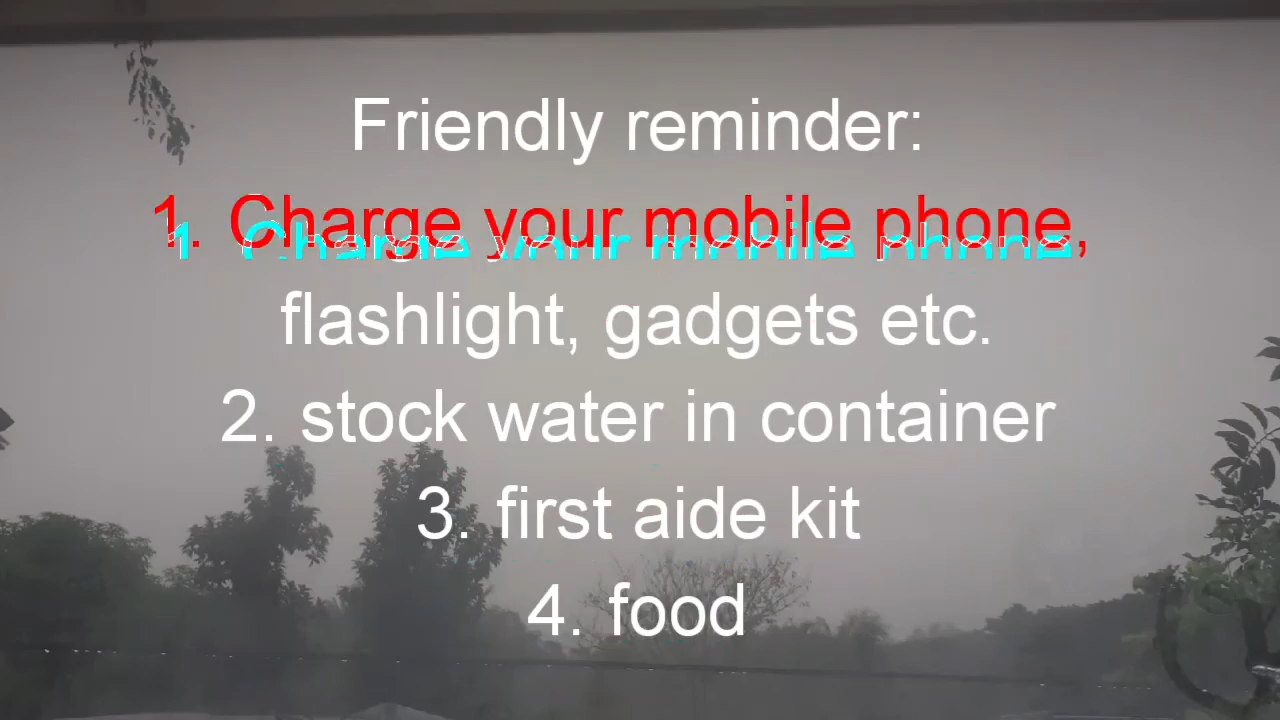 Friendly reminder:
1. Charge your mobile phone,
flashlight, gadgets etc.
2. stock water in container
3. first aide kit
4. food